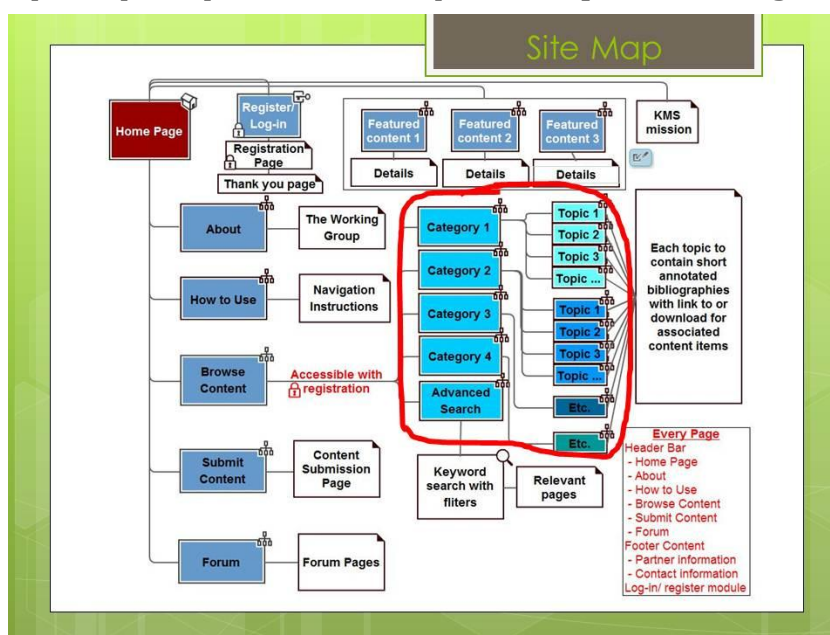 Site Map
Home Page
Register/
Log-in
Registration
Page
Thank you page
Featured
content 1
Details
Featured
content 2
Details
Featured
content 3
Details
KMS
mission
About
The Working
Group
How to Use
Navigation
Instructions
Browse
Content
Accessible with
registration
Category 1
Category 2
Category 3
Category 4
Advanced
Search
Topic 1
Topic 2
Topic 3
Topic ...
Topic 1
Topic 2
Topic 3
Topic ...
Etc.
Etc.
Each topic to
contain short
annotated
bibliographies
with link to or
download for
associated
content items
Keyword
search with
fliters
Relevant
pages
Submit
Content
Content
Submission
Page
Forum
Forum Pages
Every Page
Header Bar
- Home Page
- About
- How to Use
- Browse Content
- Submit Content
- Forum
Footer Content
- Partner information
- Contact information
Log-in/ register module